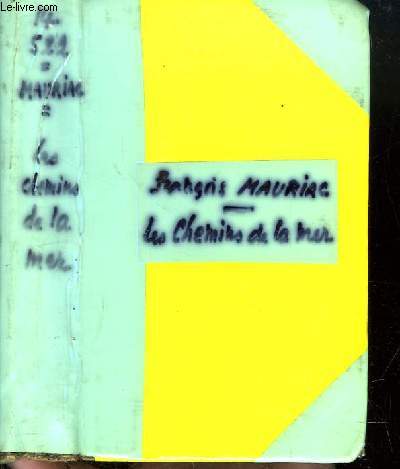 Le-livre.com
522
=
MAURIAC
=
les
chemins
de la
mer
François MAURIAC
—
les Chemins de la mer